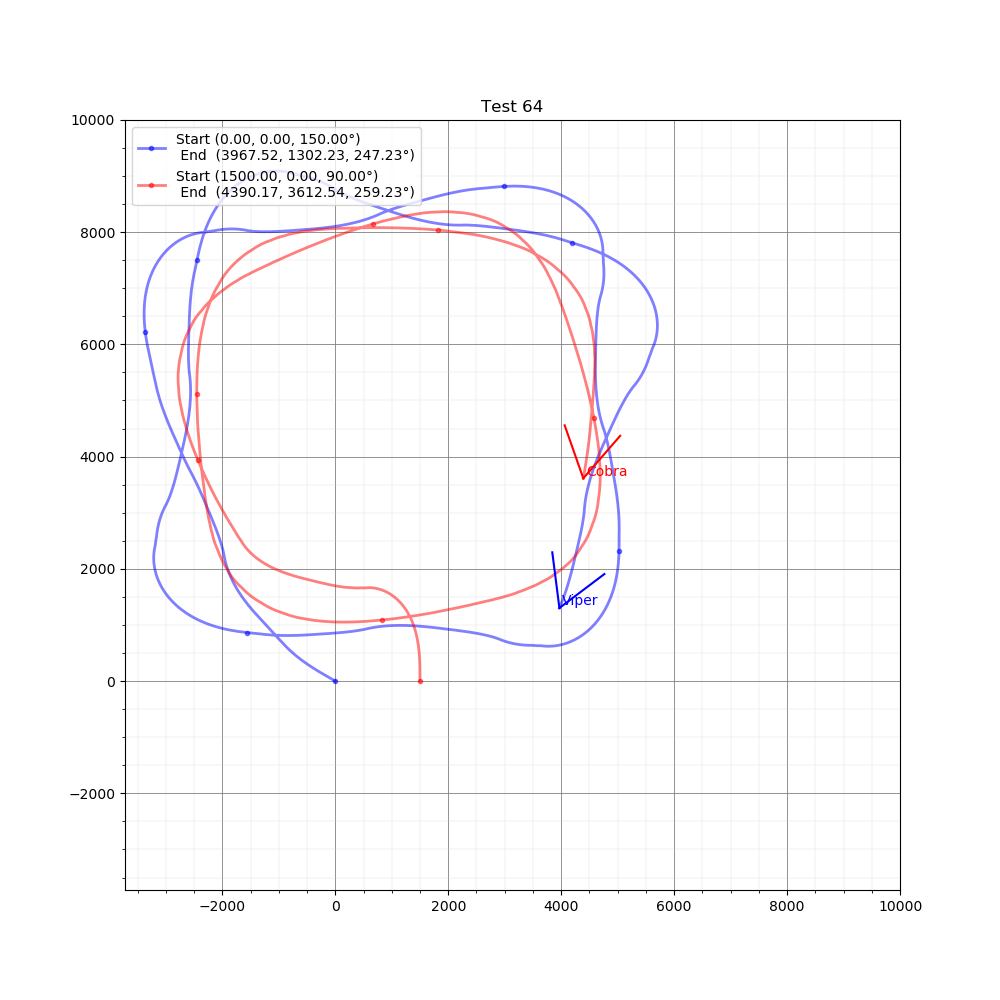 Test 64
Start (0.00, 0.00, 150.00°)
End (3967.52, 1302.23, 247.23°)
Start (1500.00, 0.00, 90.00°)
End (4390.17, 3612.54, 259.23°)
10000
8000
6000
4000
2000
0
−2000
Cobra
Viper
−2000 0 2000 4000 6000 8000 10000